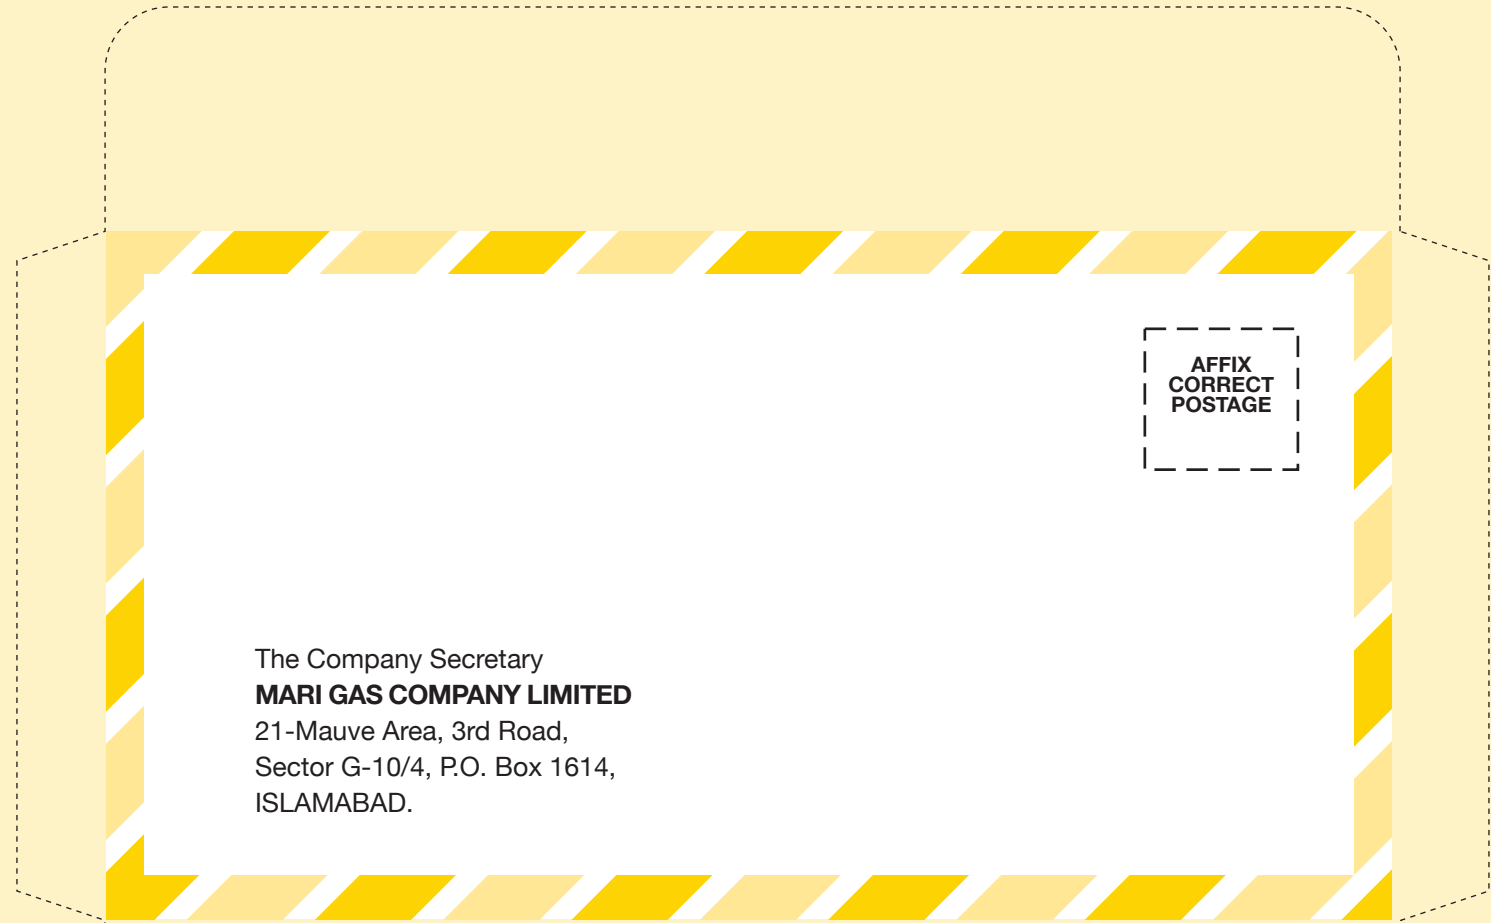 AFFIX
CORRECT
POSTAGE
The Company Secretary
MARI GAS COMPANY LIMITED
21-Mauve Area, 3rd Road,
Sector G-10/4, P.O. Box 1614,
ISLAMABAD.